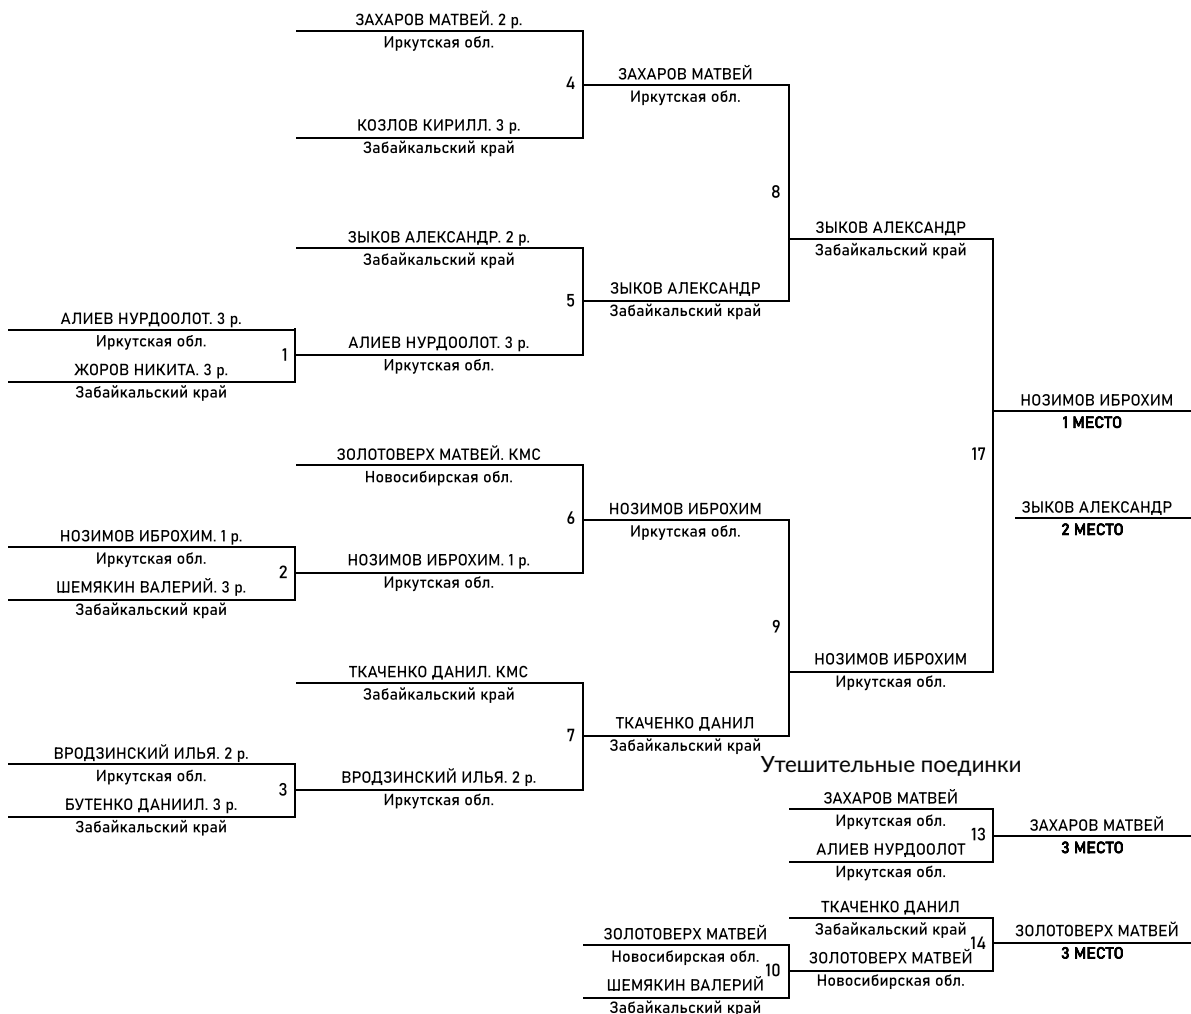 ЗАХАРОВ МАТВЕЙ. 2 р.
Иркутская обл.
4
ЗАХАРОВ МАТВЕЙ
Иркутская обл.
КОЗЛОВ КИРИЛЛ. 3 р.
Забайкальский край
8
ЗЫКОВ АЛЕКСАНДР
Забайкальский край
ЗЫКОВ АЛЕКСАНДР. 2 р.
Забайкальский край
5
ЗЫКОВ АЛЕКСАНДР
Забайкальский край
АЛИЕВ НУРДООЛОТ. 3 р.
Иркутская обл.
1
АЛИЕВ НУРДООЛОТ. 3 р.
Иркутская обл.
ЖОРОВ НИКИТА. 3 р.
Забайкальский край
НОЗИМОВ ИБРОХИМ
1 МЕСТО
17
ЗОЛОТОВЕРХ МАТВЕЙ. КМС
Новосибирская обл.
6
НОЗИМОВ ИБРОХИМ
Иркутская обл.
ЗЫКОВ АЛЕКСАНДР
2 МЕСТО
НОЗИМОВ ИБРОХИМ. 1 р.
Иркутская обл.
2
НОЗИМОВ ИБРОХИМ. 1 р.
Иркутская обл.
ШЕМЯКИН ВАЛЕРИЙ. 3 р.
Забайкальский край
9
НОЗИМОВ ИБРОХИМ
Иркутская обл.
ТКАЧЕНКО ДАНИЛ. КМС
Забайкальский край
7
ТКАЧЕНКО ДАНИЛ
Забайкальский край
ВРОДЗИНСКИЙ ИЛЬЯ. 2 р.
Иркутская обл.
3
ВРОДЗИНСКИЙ ИЛЬЯ. 2 р.
Иркутская обл.
БУТЕНКО ДАНИИЛ. 3 р.
Забайкальский край
Утешительные поединки
ЗАХАРОВ МАТВЕЙ
Иркутская обл.
13
ЗАХАРОВ МАТВЕЙ
3 МЕСТО
АЛИЕВ НУРДООЛОТ
Иркутская обл.
ТКАЧЕНКО ДАНИЛ
Забайкальский край
14
ЗОЛОТОВЕРХ МАТВЕЙ
3 МЕСТО
ЗОЛОТОВЕРХ МАТВЕЙ
Новосибирская обл.
10
ЗОЛОТОВЕРХ МАТВЕЙ
Новосибирская обл.
ШЕМЯКИН ВАЛЕРИЙ
Забайкальский край